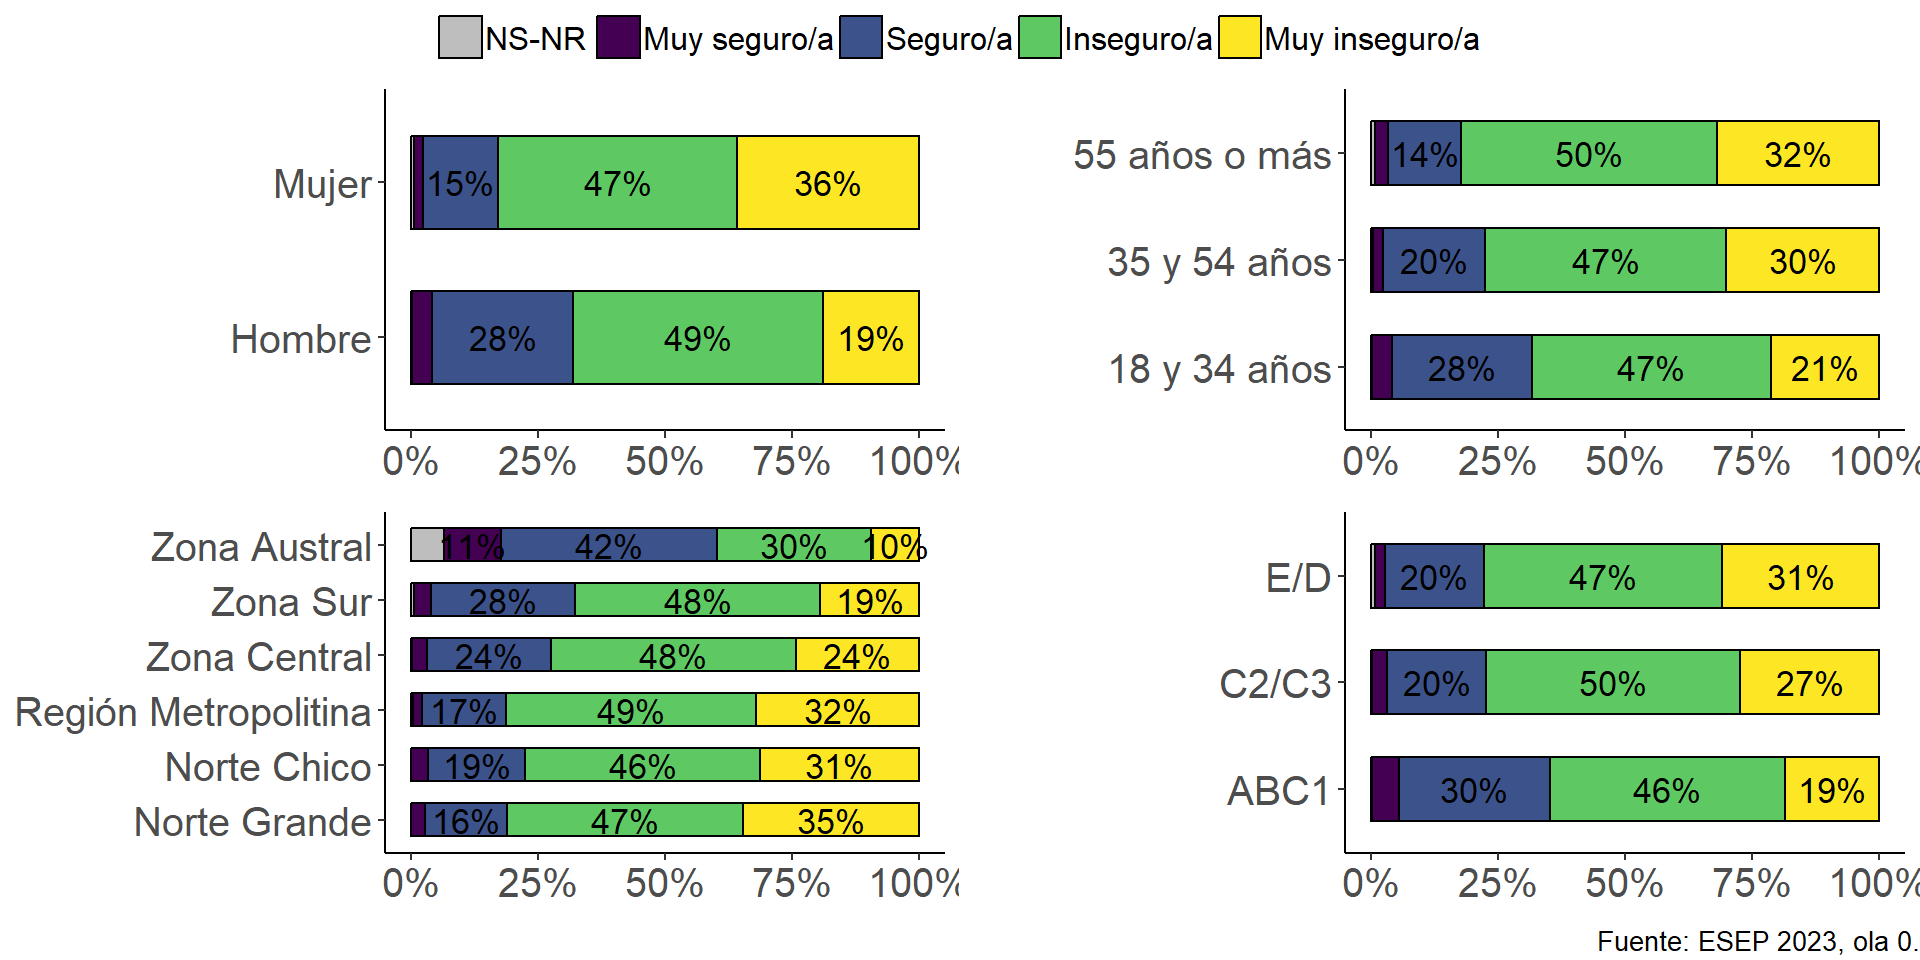 NS-NR Muy seguro/a Seguro/a Inseguro/a Muy inseguro/a
Mujer 15% 47% 36%
Hombre 28% 49% 19%
0% 25% 50% 75% 100%
55 años o más 14% 50% 32%
35 y 54 años 20% 47% 30%
18 y 34 años 28% 47% 21%
0% 25% 50% 75% 100%
Zona Austral 11% 42% 30% 10%
Zona Sur 28% 48% 19%
Zona Central 24% 48% 24%
Región Metropolitina 17% 49% 32%
Norte Chico 19% 46% 31%
Norte Grande 16% 47% 35%
0% 25% 50% 75% 100%
E/D 20% 47% 31%
C2/C3 20% 50% 27%
ABC1 30% 46% 19%
0% 25% 50% 75% 100%
Fuente: ESEP 2023, ola 0.